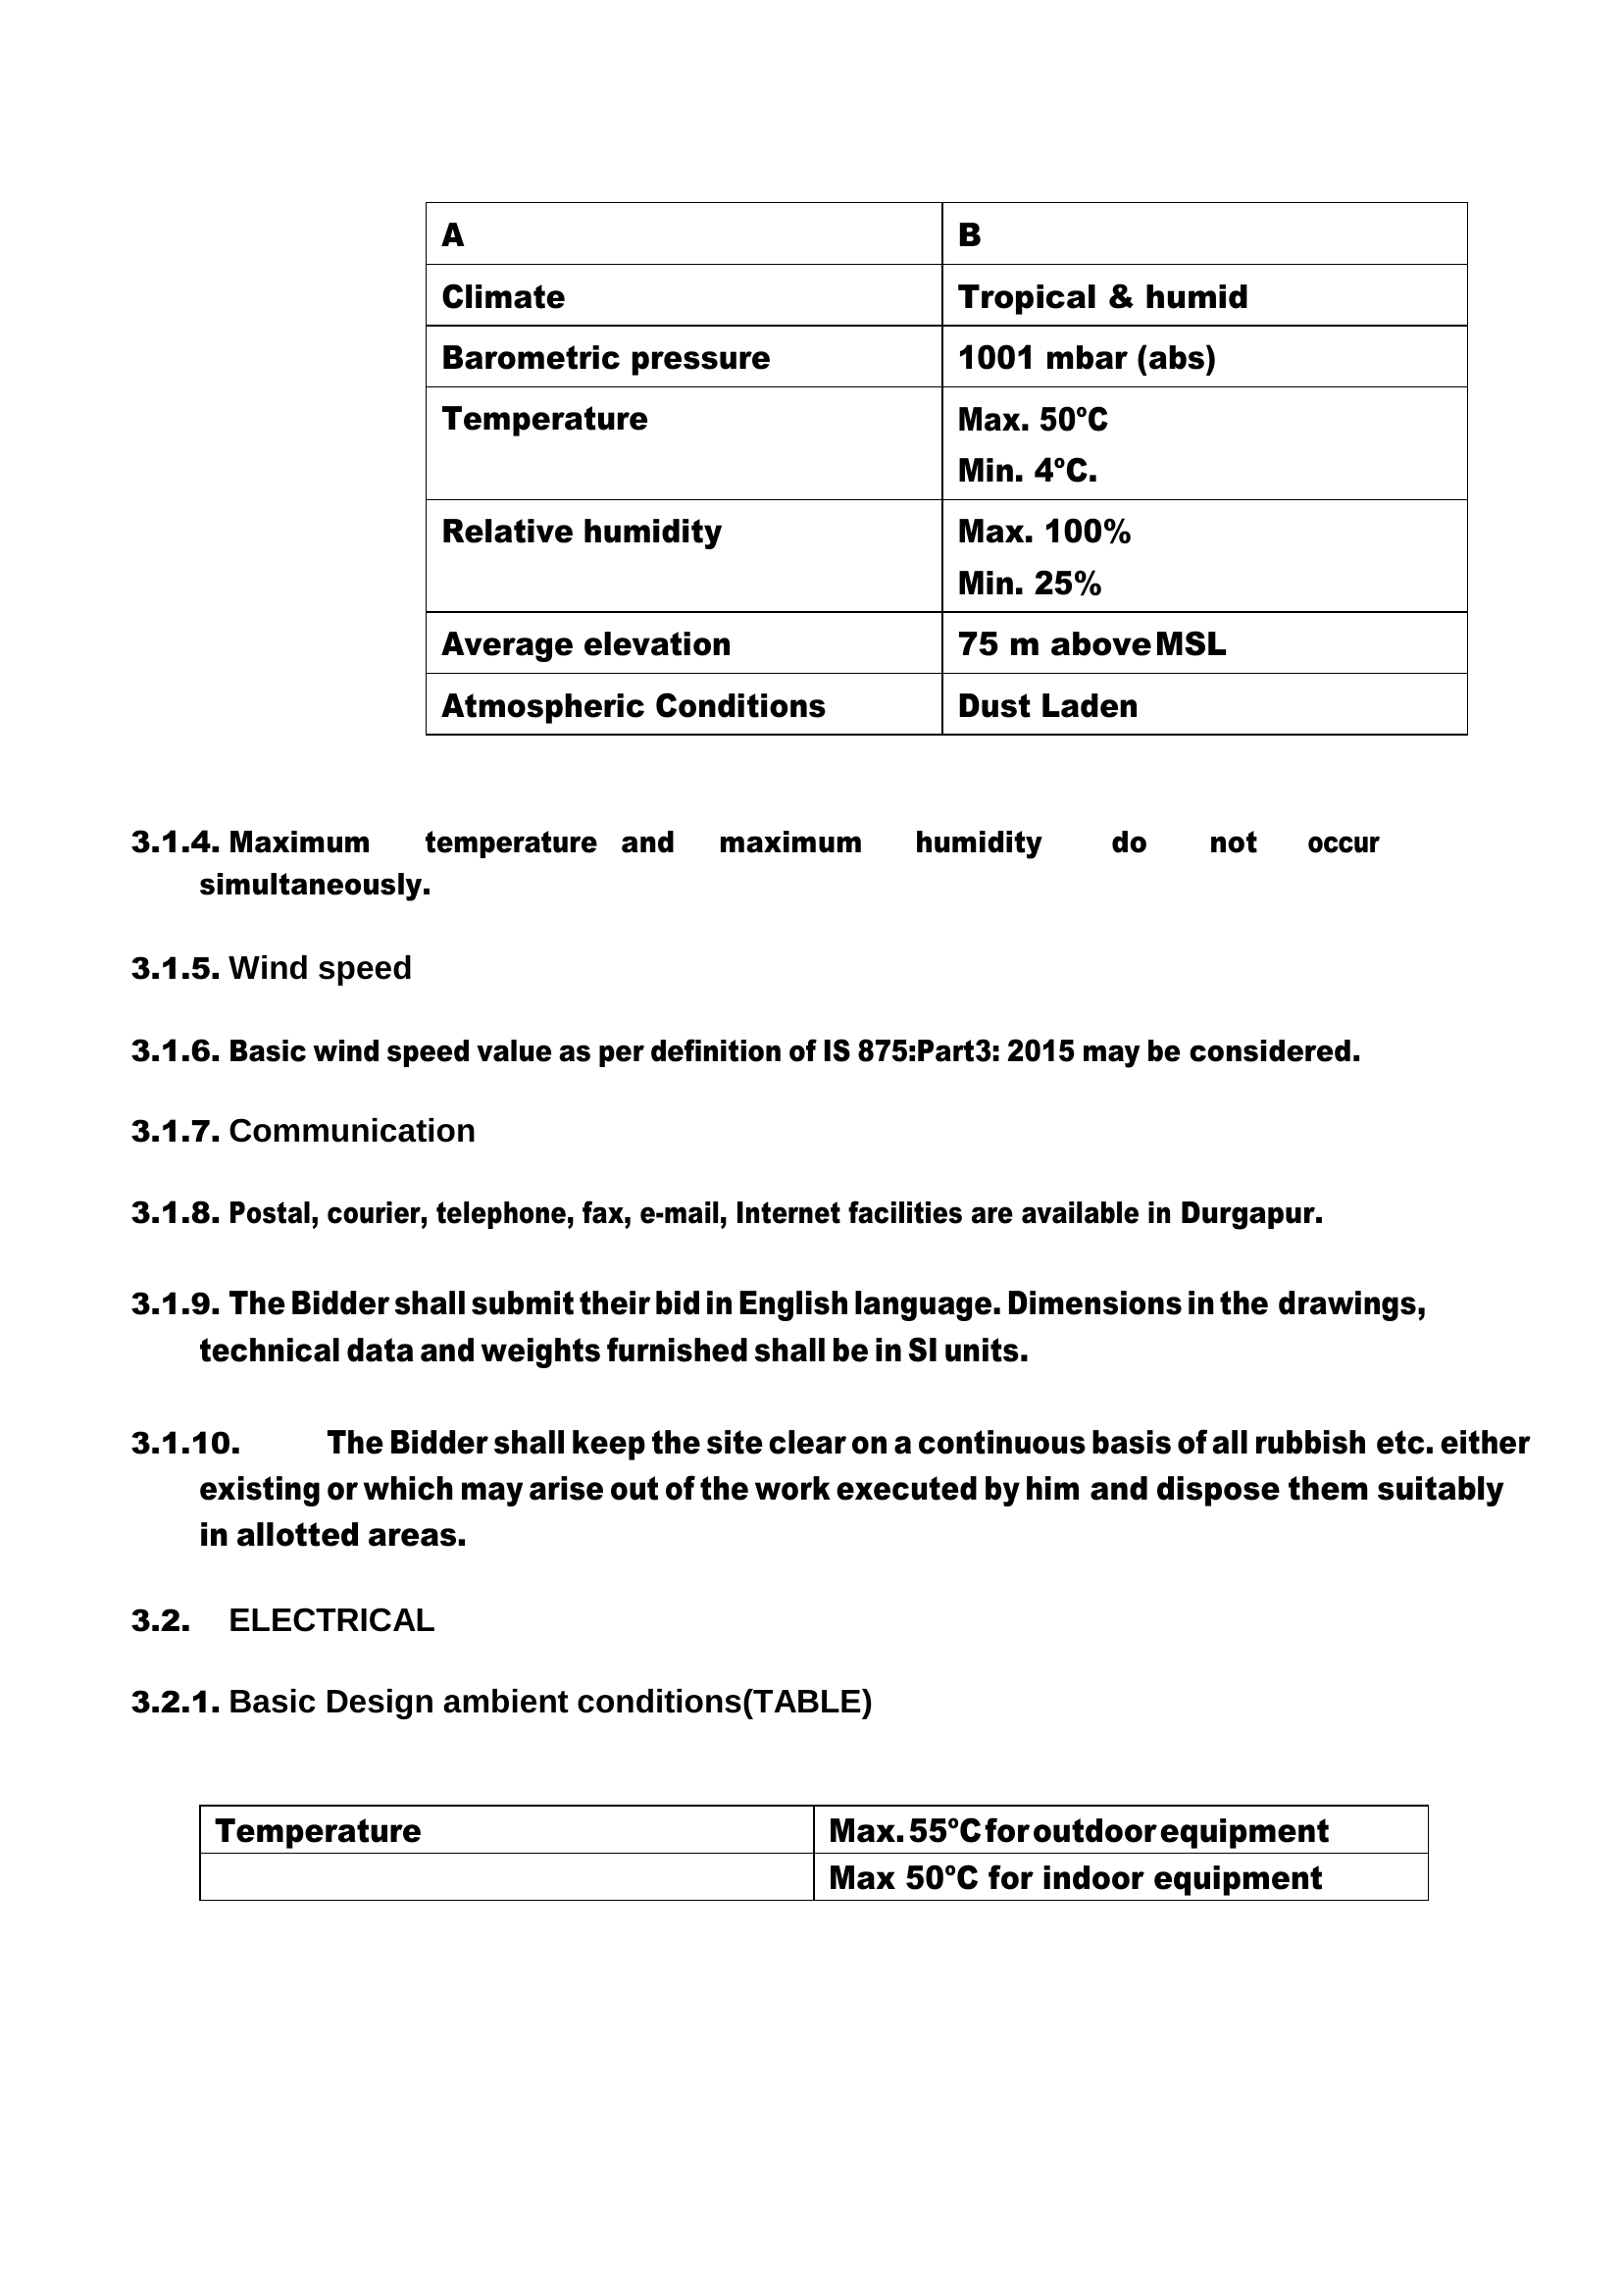 A B
Climate Tropical & humid
Barometric pressure 1001 mbar (abs)
Temperature Max. 50ºC
Min. 4ºC.
Relative humidity Max. 100%
Min. 25%
Average elevation 75 m above MSL
Atmospheric Conditions Dust Laden
3.1.4. Maximum temperature and maximum humidity do not occur
simultaneously.
3.1.5. Wind speed
3.1.6. Basic wind speed value as per definition of IS 875:Part3: 2015 may be considered.
3.1.7. Communication
3.1.8. Postal, courier, telephone, fax, e-mail, Internet facilities are available in Durgapur.
3.1.9. The Bidder shall submit their bid in English language. Dimensions in the drawings,
technical data and weights furnished shall be in SI units.
3.1.10. The Bidder shall keep the site clear on a continuous basis of all rubbish etc. either
existing or which may arise out of the work executed by him and dispose them suitably
in allotted areas.
3.2. ELECTRICAL
3.2.1. Basic Design ambient conditions(TABLE)
Temperature Max. 55ºC for outdoor equipment
Max 50ºC for indoor equipment